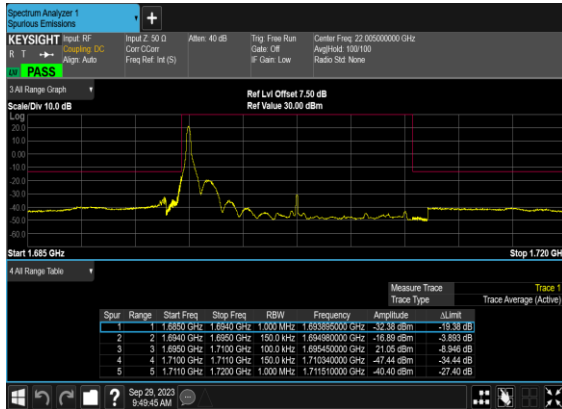 Spectrum Analyzer 1
Spurious Emissions
KEYSIGHT Input: RF Input Z: 50 Ω Atten: 40 dB Trig: Free Run Center Freq: 22.005000000 GHz
R T Coupling: DC Corr CCorr Gate: Off Avg|Hold: 100/100
Align: Auto Freq Ref: Int (S) IF Gain: Low Radio Std: None
LXI PASS
3 All Range Graph
Ref Lvl Offset 7.50 dB
Scale/Div 10.0 dB Ref Value 30.00 dBm
Log
20.0
10.0
0.00
-10.0
-20.0
-30.0
-40.0
-50.0
-60.0
Start 1.685 GHz Stop 1.720 GH
4 All Range Table
Measure Trace Trace 1
Trace Type Trace Average (Active)
Spur Range Start Freq Stop Freq RBW Frequency Amplitude ΔLimit
1 1 1.6850 GHz 1.6940 GHz 1.000 MHz 1.693895000 GHz -32.38 dBm -19.38 dB
2 2 1.6940 GHz 1.6950 GHz 150.0 kHz 1.694980000 GHz -16.89 dBm -3.893 dB
3 3 1.6950 GHz 1.7100 GHz 100.0 kHz 1.695450000 GHz 21.05 dBm -8.946 dB
4 4 1.7100 GHz 1.7110 GHz 150.0 kHz 1.710340000 GHz -47.44 dBm -34.44 dB
5 5 1.7110 GHz 1.7200 GHz 1.000 MHz 1.711510000 GHz -40.40 dBm -27.40 dB
Sep 29, 2023
9:49:45 AM